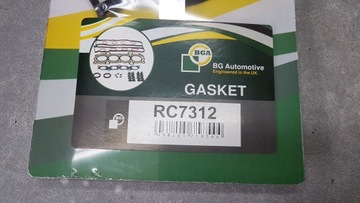 BGA
BG Automotive
Engineered in the UK
GASKET
RC7312